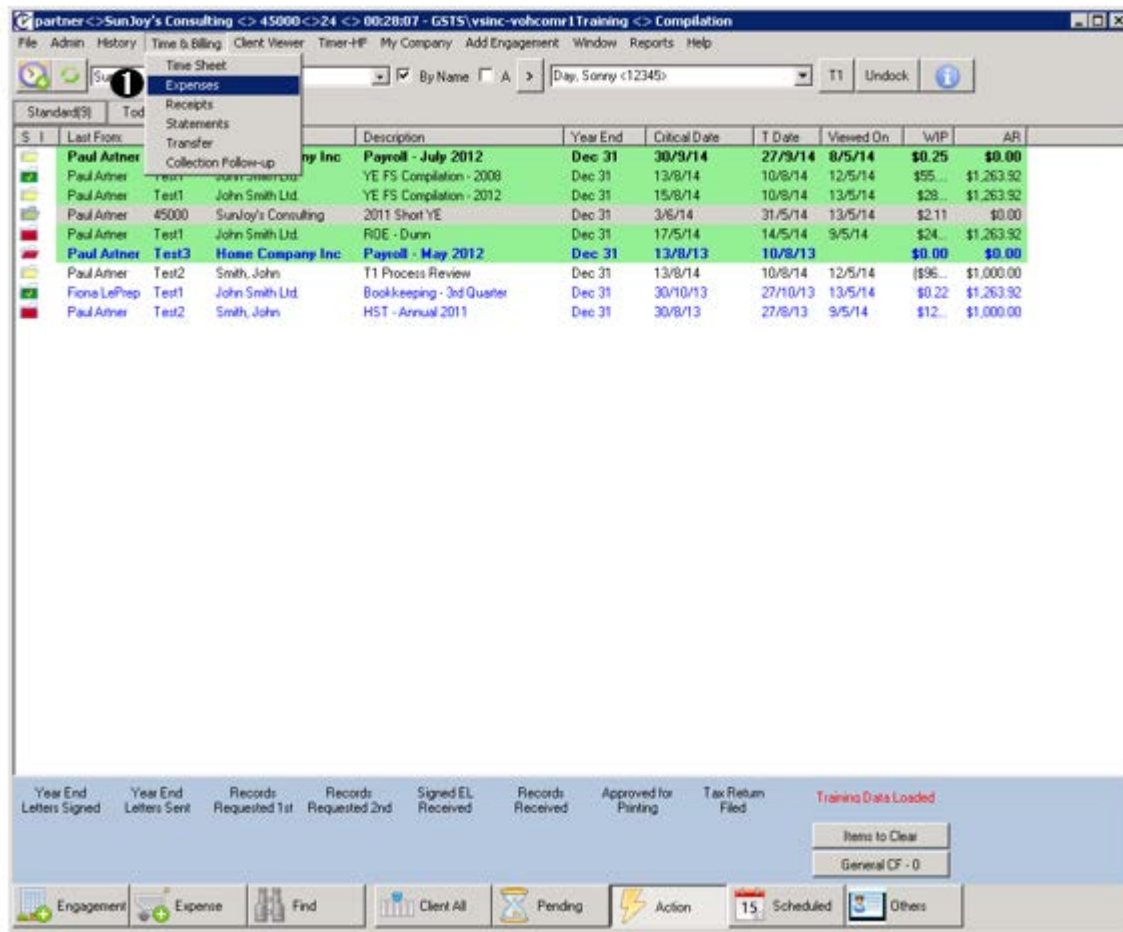 partner<>SunJoy's Consulting <> 45000<>24 <> 00:28:07 - GSTS\vsinc-vohcomr1Training <> Compilation
File Admin History Time & Billing Client Viewer Timer-HP My Company Add Engagement Window Reports Help
Su By Name A > Day, Sonny <12345> T1 Undock
1
Time Sheet
Expenses
Receipts
Statements
Transfer
Collection Follow-up
Standard(9) Tod
S I Last From: Description Year End Critical Date T Date Viewed On WIP AR
Paul Artner ny Inc Payroll - July 2012 Dec 31 30/9/14 27/9/14 8/5/14 $0.25 $0.00
Paul Artner Test1 John Smith Ltd. YE FS Compilation - 2008 Dec 31 13/8/14 10/8/14 12/5/14 $55... $1,263.92
Paul Artner Test1 John Smith Ltd. YE FS Compilation - 2012 Dec 31 15/8/14 10/8/14 13/5/14 $28... $1,263.92
Paul Artner 45000 SunJoy's Consulting 2011 Short YE Dec 31 3/6/14 31/5/14 13/5/14 $2.11 $0.00
Paul Artner Test1 John Smith Ltd. ROE - Dunn Dec 31 17/5/14 14/5/14 9/5/14 $24... $1,263.92
Paul Artner Test3 Home Company Inc Payroll - May 2012 Dec 31 13/8/13 10/8/13 $0.00 $0.00
Paul Artner Test2 Smith, John T1 Process Review Dec 31 13/8/14 10/8/14 12/5/14 ($96... $1,000.00
Fiona LePrep Test1 John Smith Ltd. Bookkeeping - 3rd Quarter Dec 31 30/10/13 27/10/13 13/5/14 $0.22 $1,263.92
Paul Artner Test2 Smith, John HST - Annual 2011 Dec 31 30/8/13 27/8/13 9/5/14 $12... $1,000.00
Year End Year End Records Records Signed EL Records Approved for Tax Return
Letters Signed Letters Sent Requested 1st Requested 2nd Received Received Printing Filed
Training Data Loaded
Items to Clear
General CF - 0
Engagement Expense Find Client All Pending Action 15 Scheduled Others